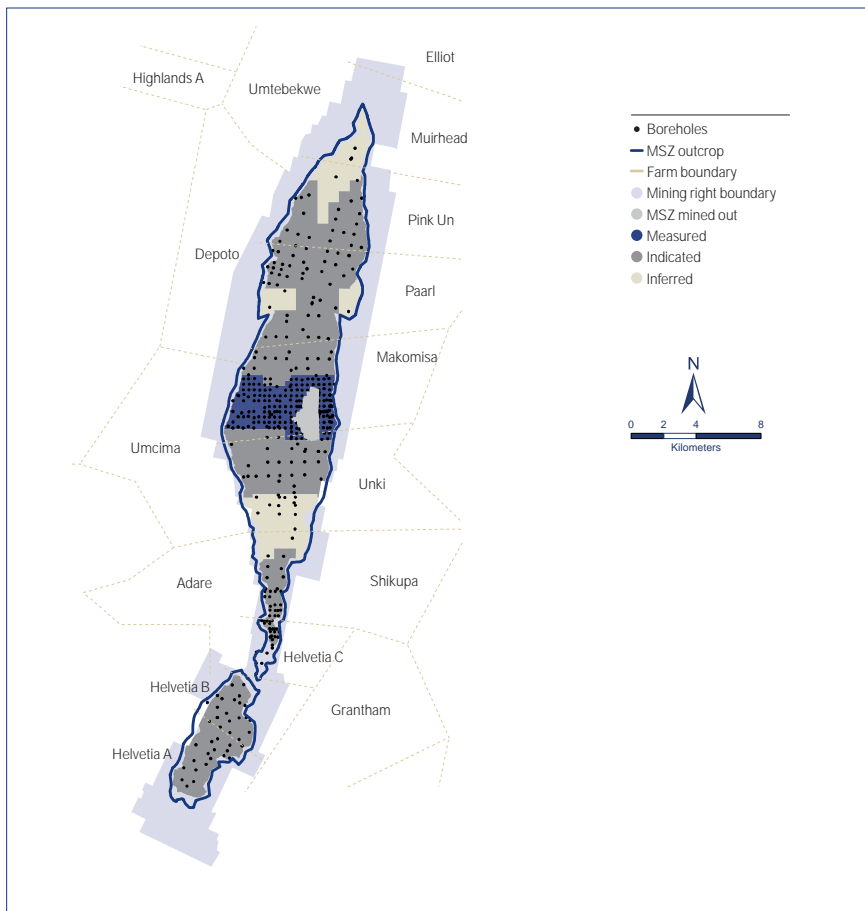 Elliot
Highlands A
Umtebekwe
Muirhead
Pink Un
Depoto
Paarl
Makomisa
Umcima
Unki
Adare
Shikupa
Helvetia C
Helvetia B
Grantham
Helvetia A
Boreholes
MSZ outcrop
Farm boundary
Mining right boundary
MSZ mined out
Measured
Indicated
Inferred
N
0 2 4 8
Kilometers